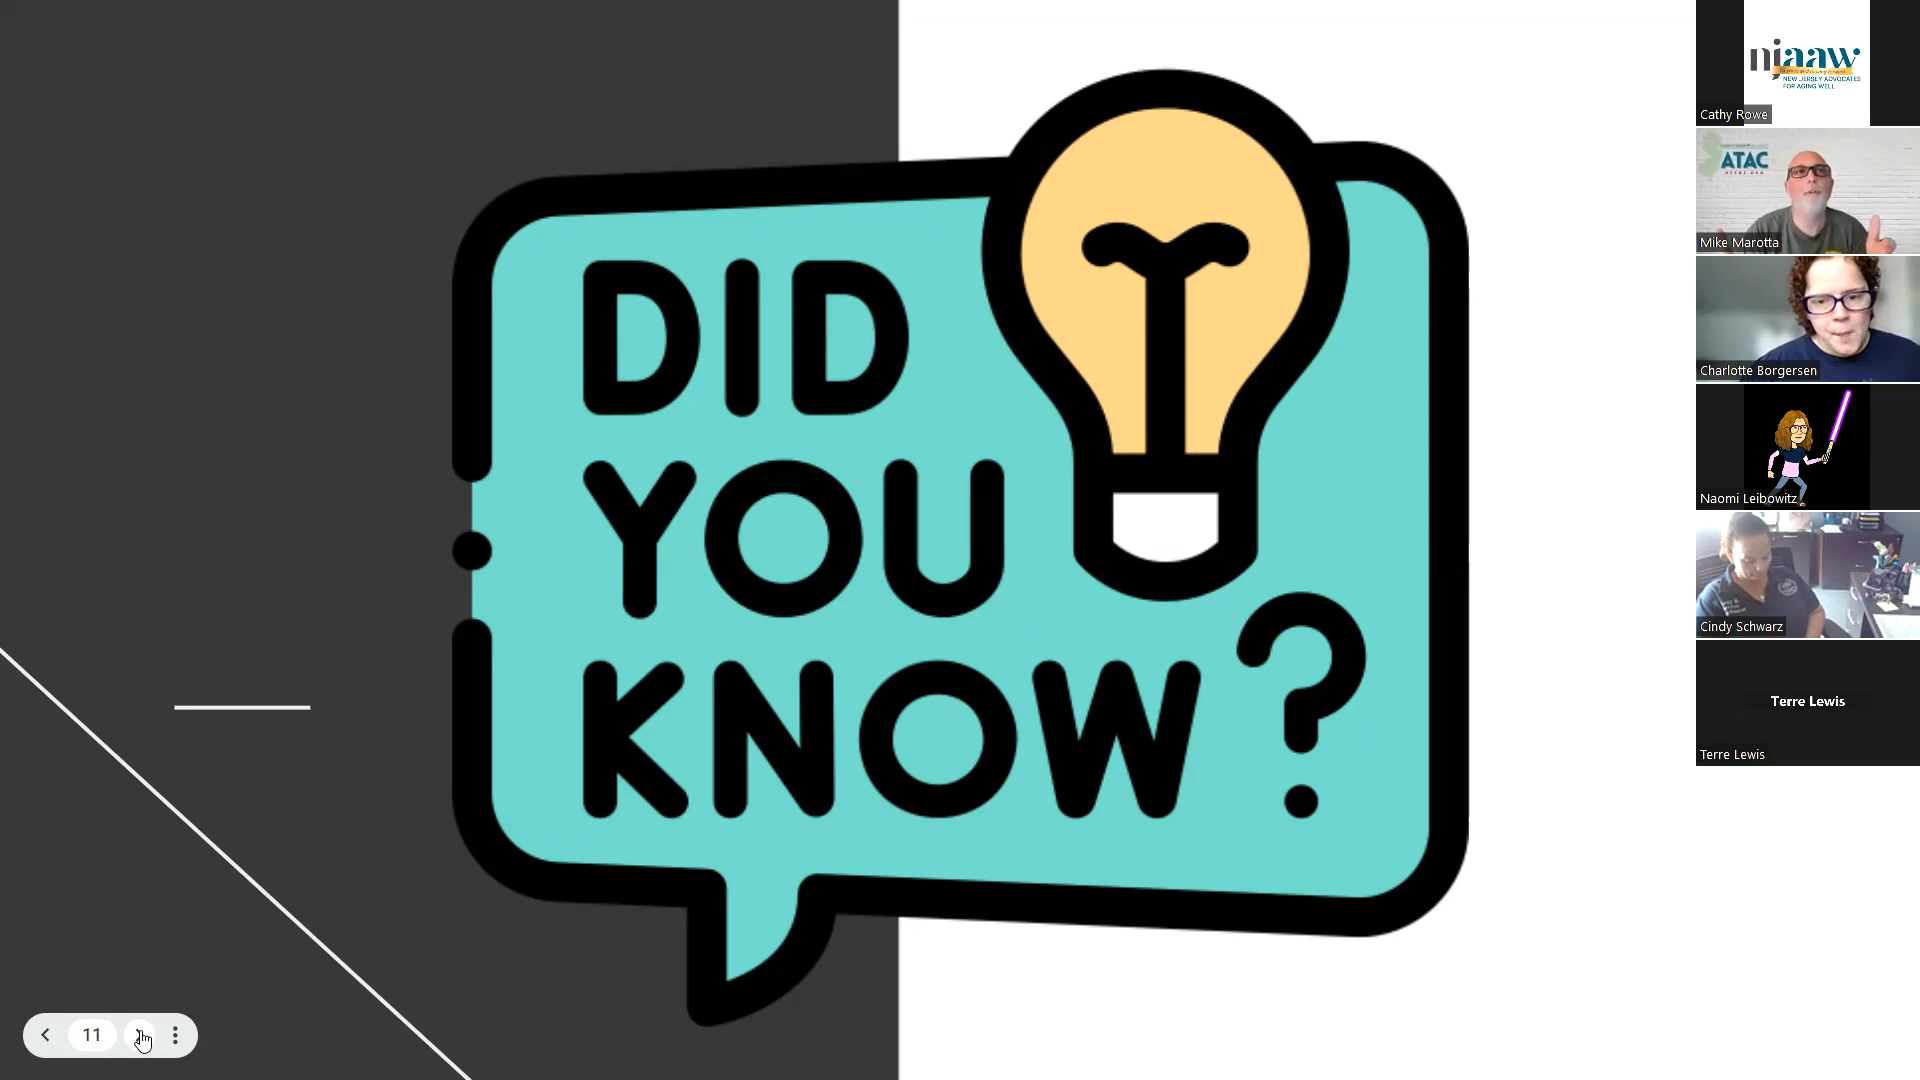 DID
YOU
KNOW?
11
njaaw
NEW JERSEY ADVOCATES
FOR AGING WELL
Cathy Rowe
ATAC
Mike Marotta
Charlotte Borgersen
Naomi Leibowitz
Cindy Schwarz
Terre Lewis
Terre Lewis